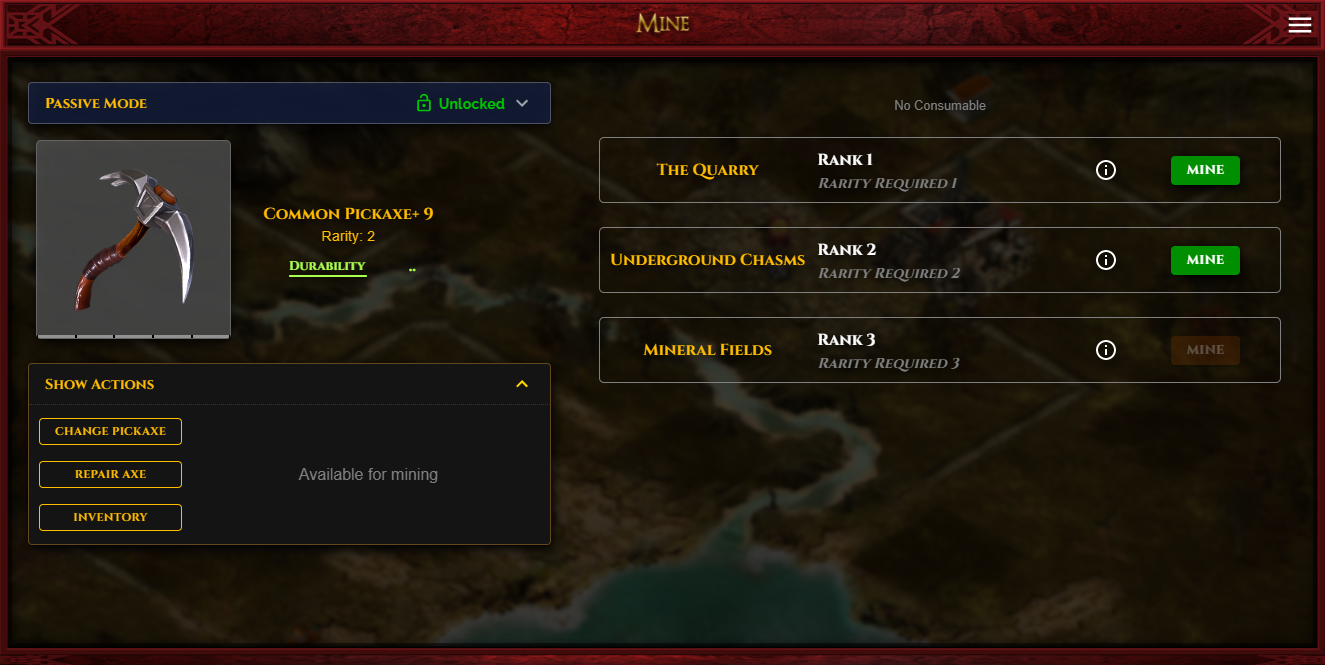 Mine
Passive Mode
Unlocked
Common Pickaxe+ 9
Rarity: 2
Durability ..
Show Actions
CHANGE PICKAXE
REPAIR AXE
INVENTORY
Available for mining
No Consumable
The Quarry
Rank 1
Rarity Required 1
MINE
Underground Chasms
Rank 2
Rarity Required 2
MINE
Mineral Fields
Rank 3
Rarity Required 3
MINE